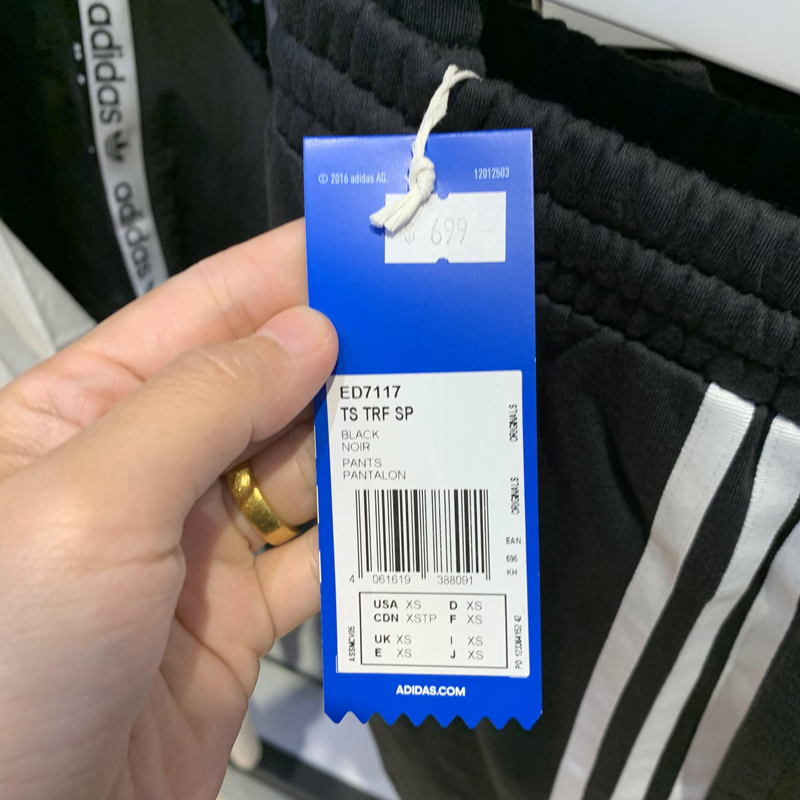 adidas
adidas
© 2016 adidas AG.
12012503
$ 699
ED7117
TS TRF SP
BLACK
NOIR
PANTS
PANTALON
ORIGINALS
ORIGINALS
EAN
696
KH
4 061619 388091
USA XS D XS
CDN XSTP F XS
UK XS I XS
E XS J XS
ADIDAS.COM